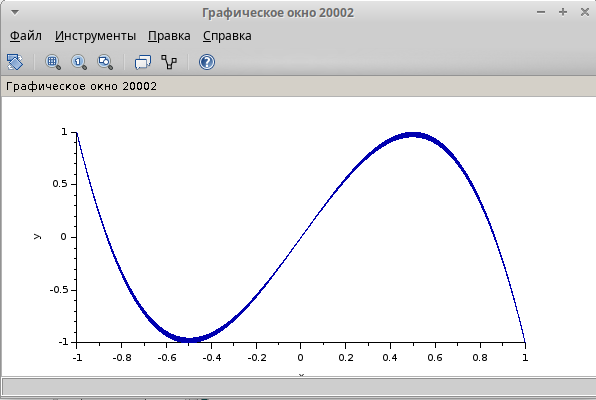 Графическое окно 20002
Файл Инструменты Правка Справка
Графическое окно 20002
1
0.5
0
-0.5
-1
y
-1 -0.8 -0.6 -0.4 -0.2 0 0.2 0.4 0.6 0.8 1